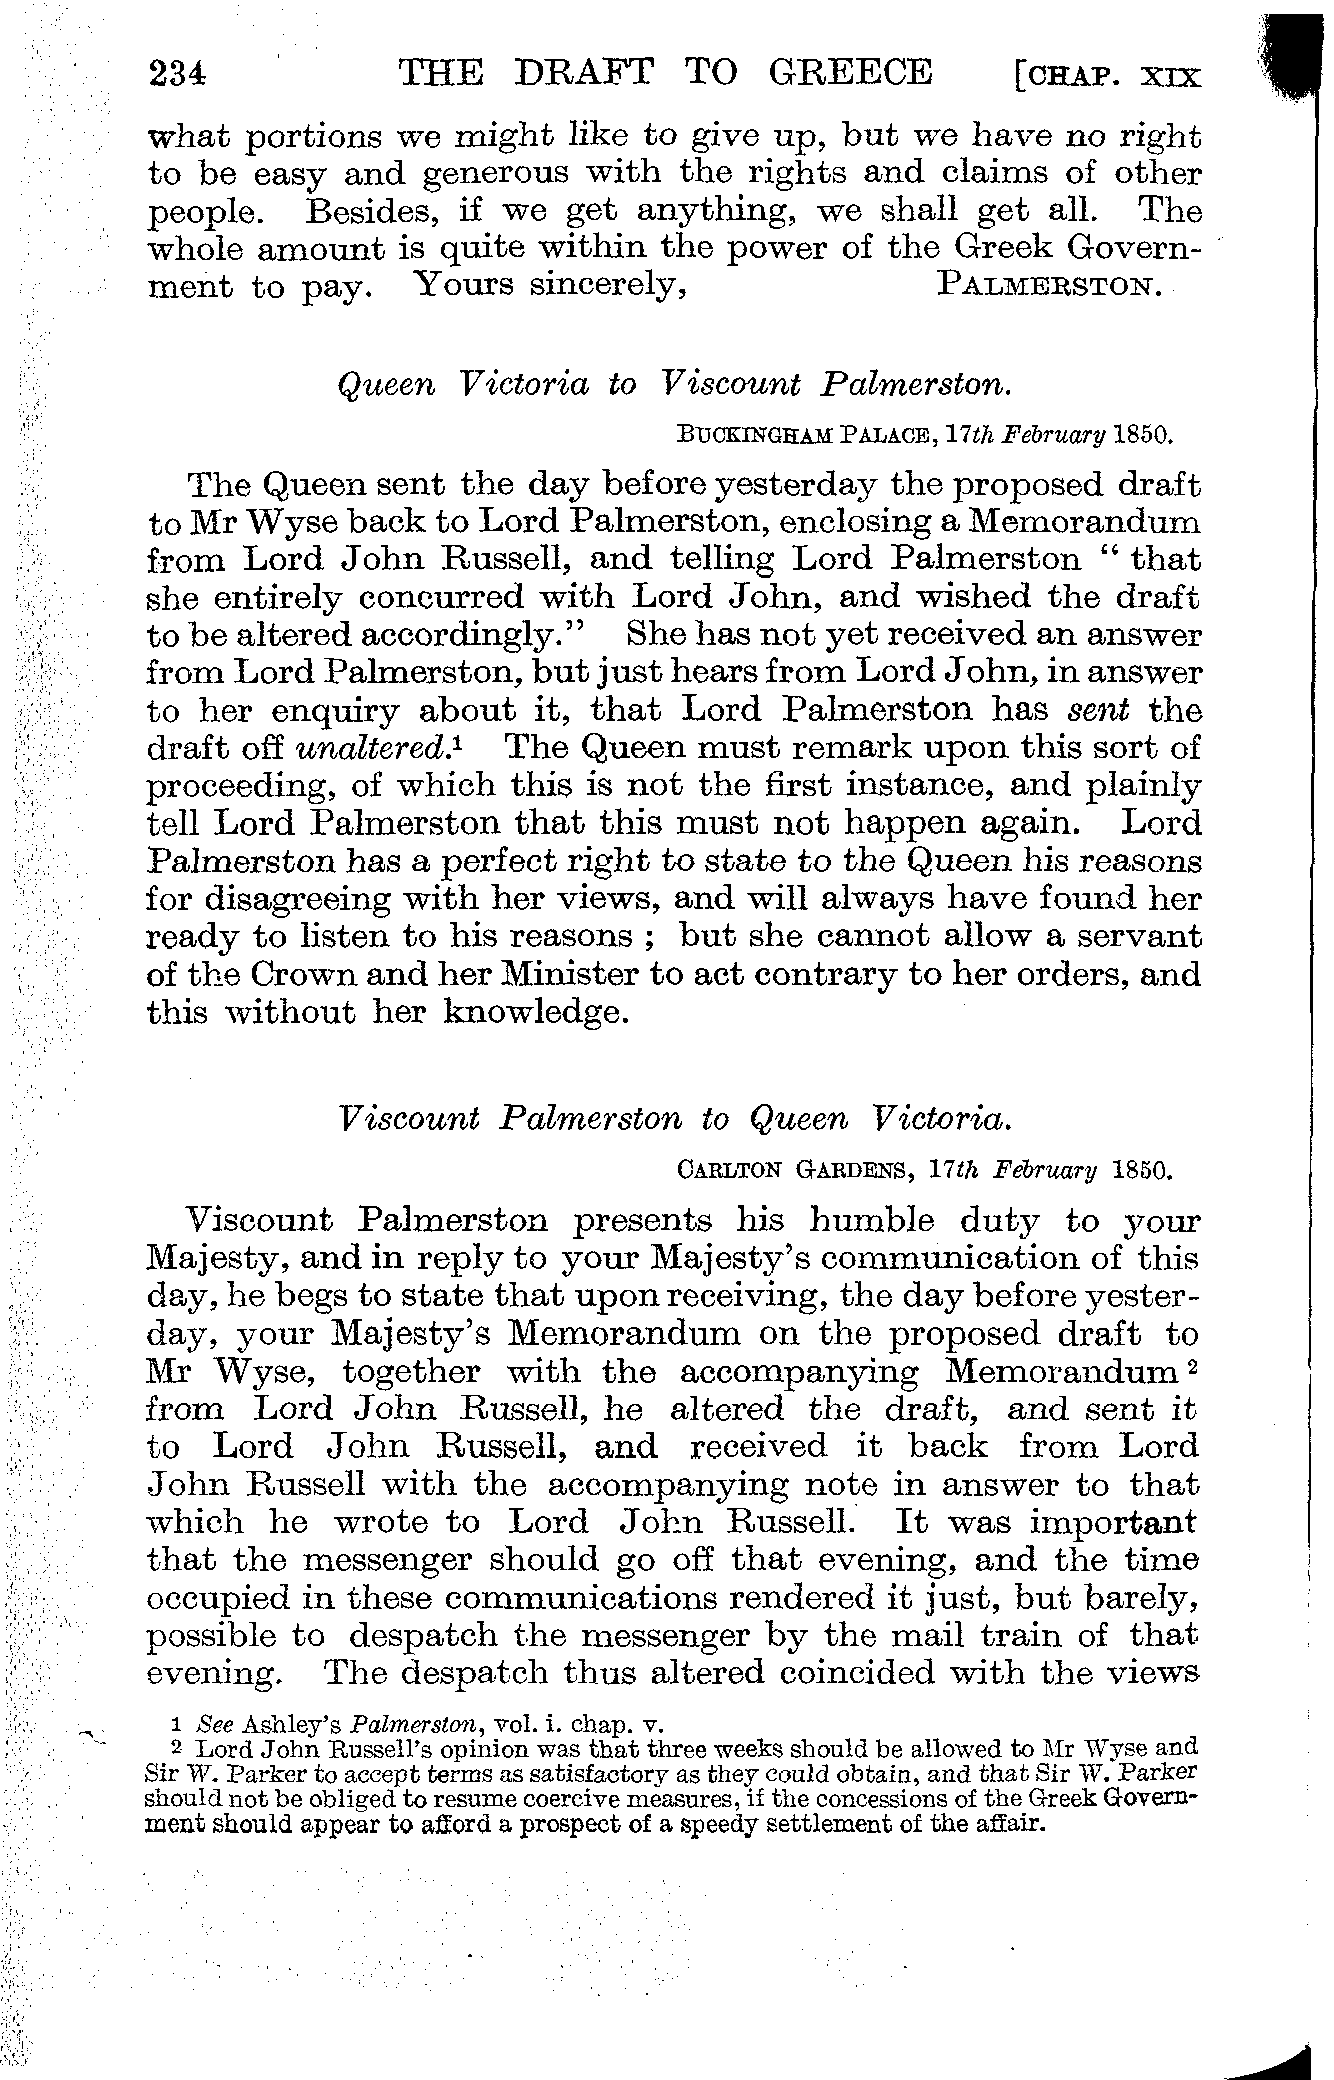 234 THE DRAFT TO GREECE [CHAP. XIX
what portions we might like to give up, but we have no right
to be easy and generous with the rights and claims of other
people. Besides, if we get anything, we shall get all. The
whole amount is quite within the power of the Greek Govern-
ment to pay. Yours sincerely, PALMERSTON.
Queen Victoria to Viscount Palmerston.
BUCKINGHAM PALACE, 17th February 1850.
The Queen sent the day before yesterday the proposed draft
to Mr Wyse back to Lord Palmerston, enclosing a Memorandum
from Lord John Russell, and telling Lord Palmerston “ that
she entirely concurred with Lord John, and wished the draft
to be altered accordingly.” She has not yet received an answer
from Lord Palmerston, but just hears from Lord John, in answer
to her enquiry about it, that Lord Palmerston has sent the
draft off unaltered.¹ The Queen must remark upon this sort of
proceeding, of which this is not the first instance, and plainly
tell Lord Palmerston that this must not happen again. Lord
Palmerston has a perfect right to state to the Queen his reasons
for disagreeing with her views, and will always have found her
ready to listen to his reasons ; but she cannot allow a servant
of the Crown and her Minister to act contrary to her orders, and
this without her knowledge.
Viscount Palmerston to Queen Victoria.
CARLTON GARDENS, 17th February 1850.
Viscount Palmerston presents his humble duty to your
Majesty, and in reply to your Majesty’s communication of this
day, he begs to state that upon receiving, the day before yester-
day, your Majesty’s Memorandum on the proposed draft to
Mr Wyse, together with the accompanying Memorandum ²
from Lord John Russell, he altered the draft, and sent it
to Lord John Russell, and received it back from Lord
John Russell with the accompanying note in answer to that
which he wrote to Lord John Russell. It was important
that the messenger should go off that evening, and the time
occupied in these communications rendered it just, but barely,
possible to despatch the messenger by the mail train of that
evening. The despatch thus altered coincided with the views
1 See Ashley’s Palmerston, vol. i. chap. v.
2 Lord John Russell’s opinion was that three weeks should be allowed to Mr Wyse and
Sir W. Parker to accept terms as satisfactory as they could obtain, and that Sir W. Parker
should not be obliged to resume coercive measures, if the concessions of the Greek Govern-
ment should appear to afford a prospect of a speedy settlement of the affair.